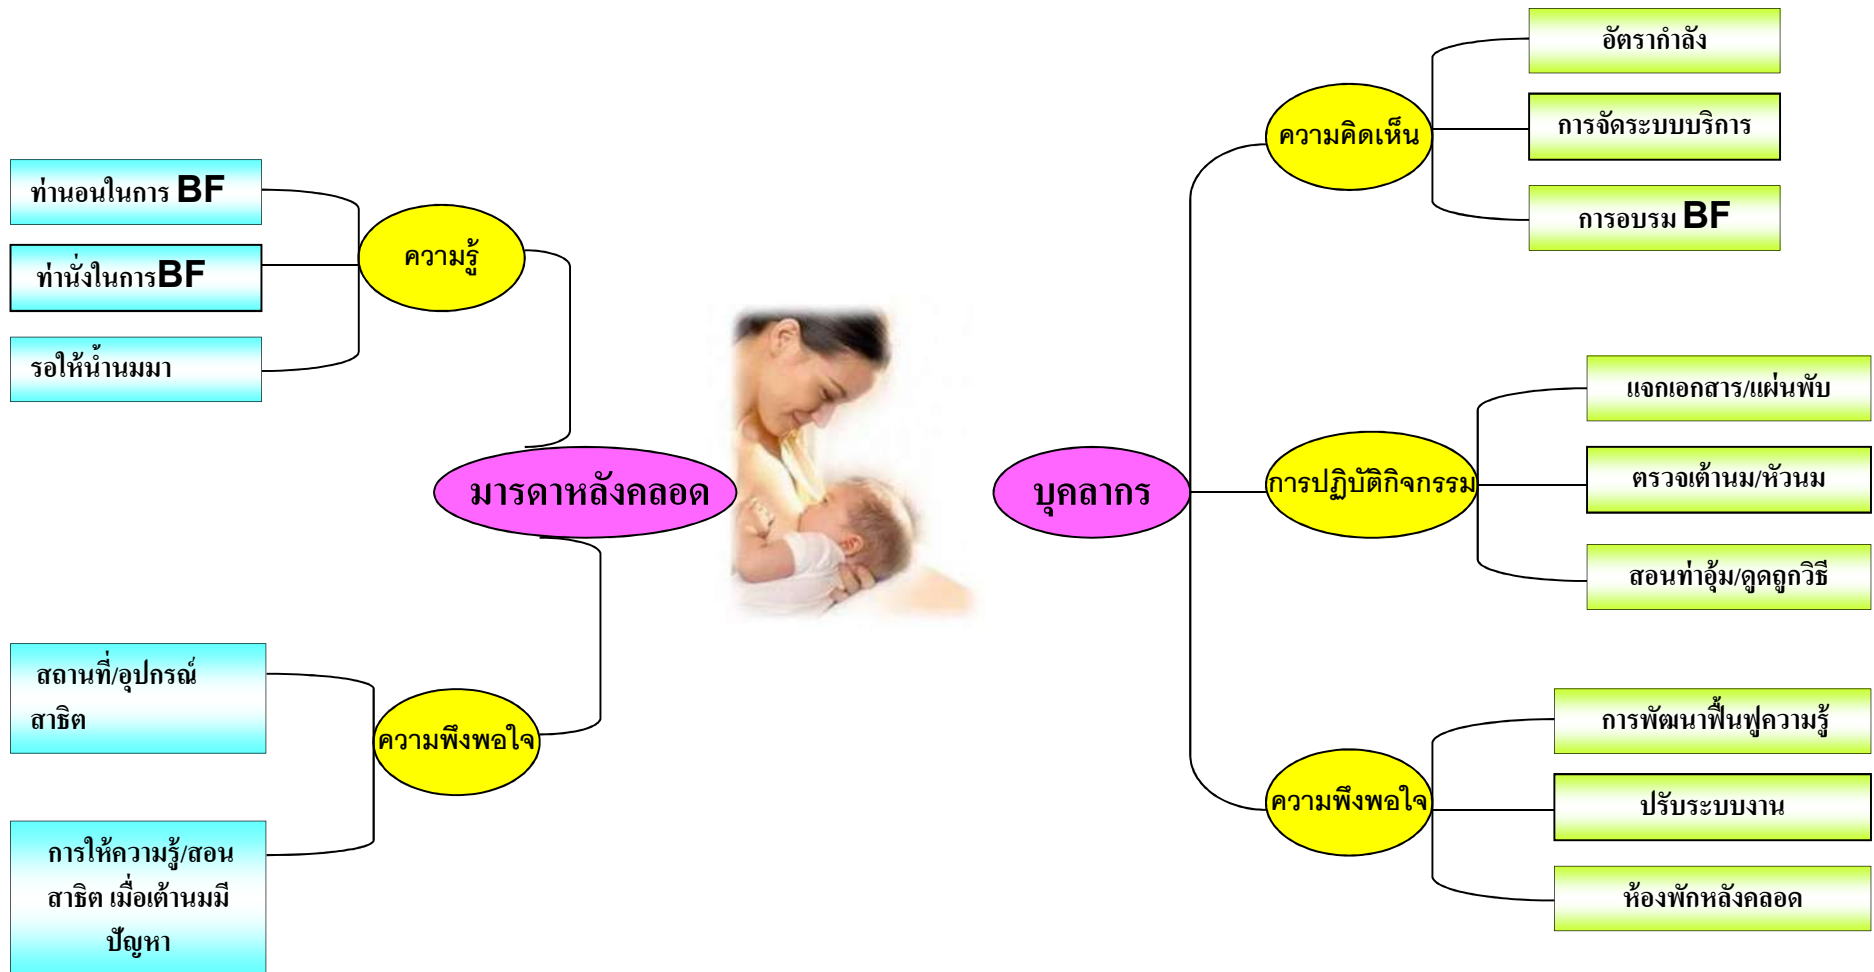 มารดาหลังคลอด
ความรู้
ท่านอนในการ BF
ท่านั่งในการBF
รอให้น้ำนมมา
ความพึงพอใจ
สถานที่/อุปกรณ์
สาธิต
การให้ความรู้/สอน
สาธิต เมื่อเต้านมมี
ปัญหา
บุคลากร
ความคิดเห็น
อัตรากำลัง
การจัดระบบบริการ
การอบรม BF
การปฏิบัติกิจกรรม
แจกเอกสาร/แผ่นพับ
ตรวจเต้านม/หัวนม
สอนท่าอุ้ม/ดูดถูกวิธี
ความพึงพอใจ
การพัฒนาฟื้นฟูความรู้
ปรับระบบงาน
ห้องพักหลังคลอด